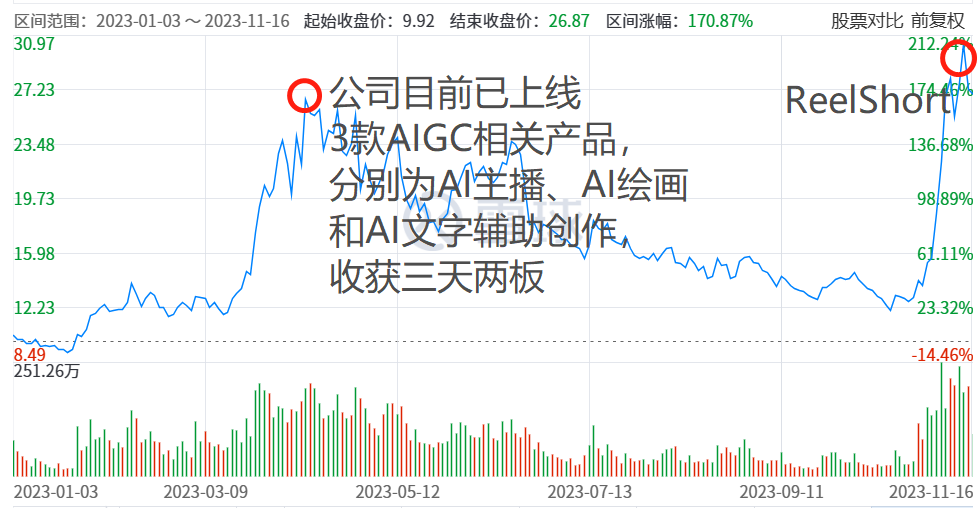 区间范围：2023-01-03 ～ 2023-11-16 起始收盘价：9.92 结束收盘价：26.87 区间涨幅：170.87% 股票对比 前复权
30.97 212.24%
27.23 174.46%
23.48 136.68%
19.73 98.89%
15.98 61.11%
12.23 23.32%
8.49 -14.46%
公司目前已上线
3款AIGC相关产品，
分别为AI主播、AI绘画
和AI文字辅助创作，
收获三天两板
ReelShort
雪球
251.26万
2023-01-03 2023-03-09 2023-05-12 2023-07-13 2023-09-11 2023-11-16